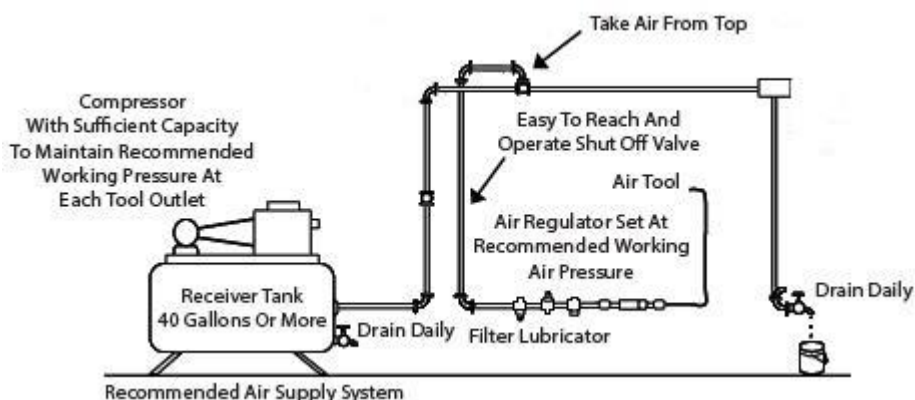 Take Air From Top
Compressor
With Sufficient Capacity
To Maintain Recommended
Working Pressure At
Each Tool Outlet
Easy To Reach And
Operate Shut Off Valve
Air Tool
Air Regulator Set At
Recommended Working
Air Pressure
Receiver Tank
40 Gallons Or More
Drain Daily
Filter Lubricator
Drain Daily
Recommended Air Supply System